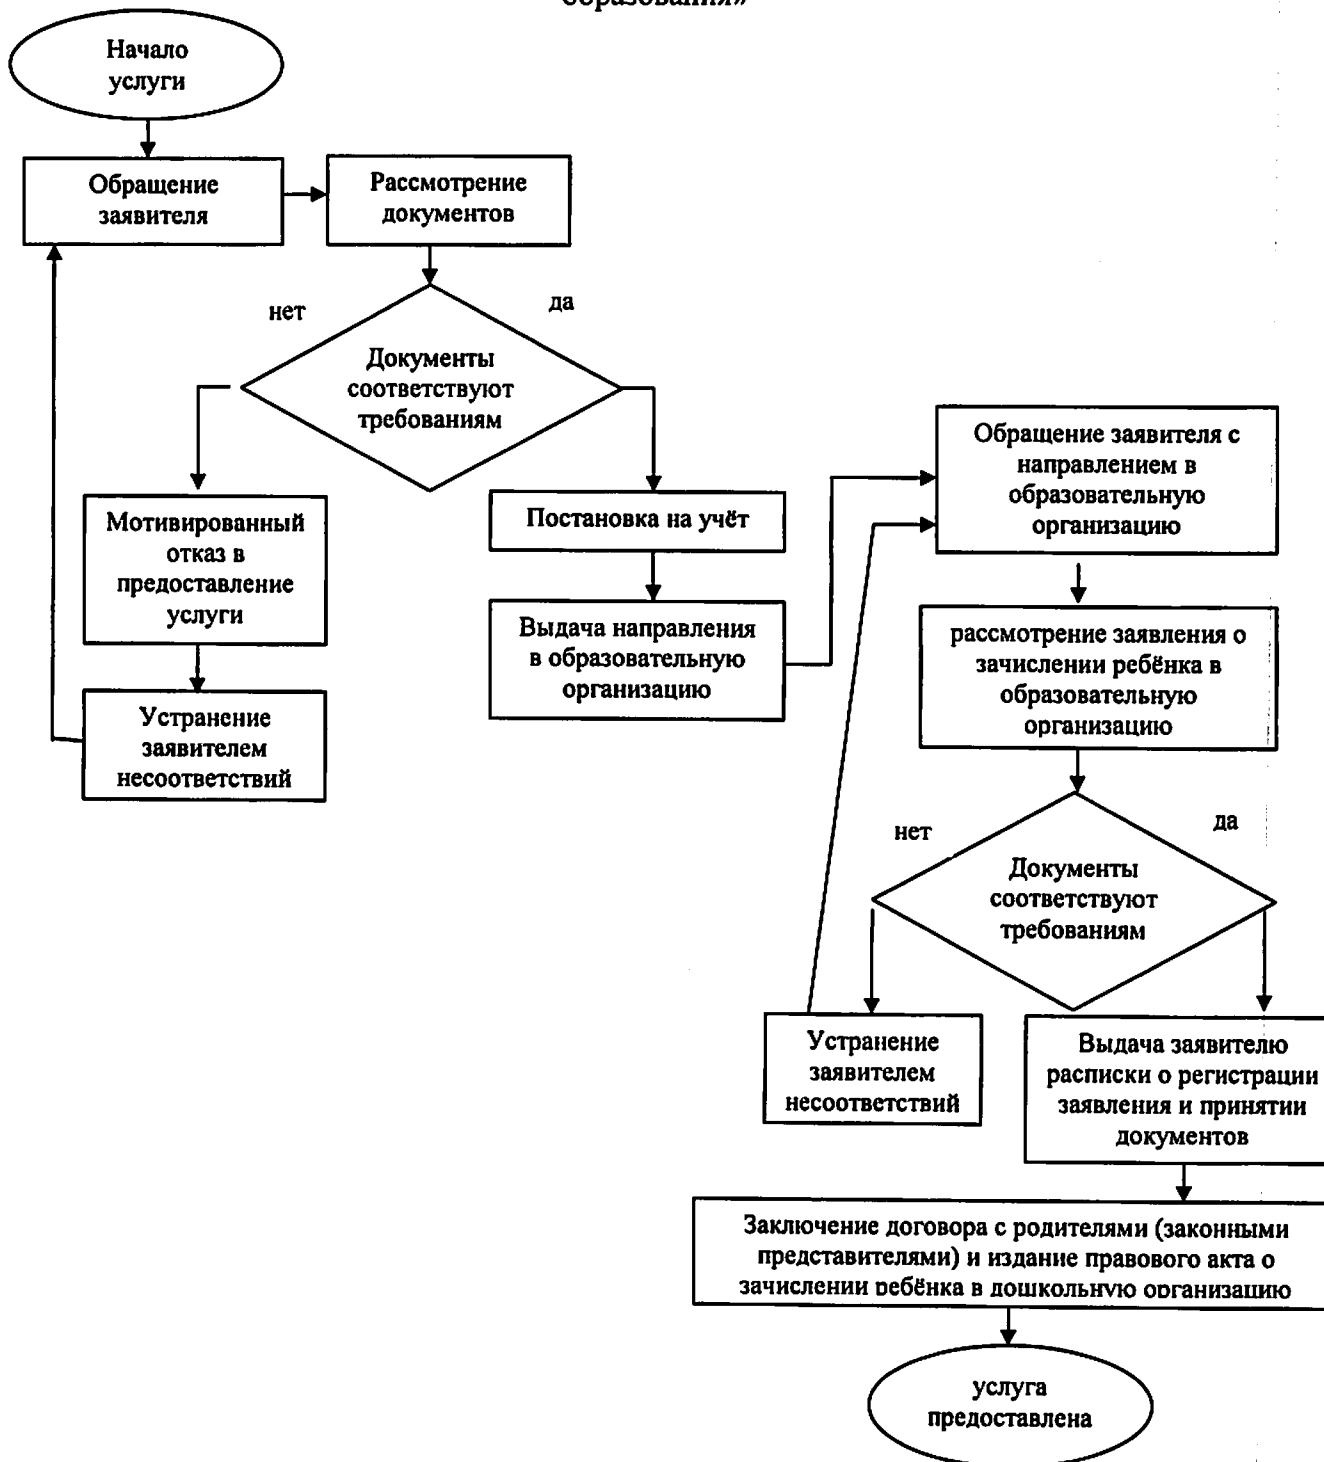 образования»
Начало
услуги
Обращение
заявителя
Рассмотрение
документов
нет
да
Документы
соответствуют
требованиям
Мотивированный
отказ в
предоставление
услуги
Устранение
заявителем
несоответствий
Постановка на учёт
Выдача направления
в образовательную
организацию
Обращение заявителя с
направлением в
образовательную
организацию
рассмотрение заявления о
зачислении ребёнка в
образовательную
организацию
нет
да
Документы
соответствуют
требованиям
Устранение
заявителем
несоответствий
Выдача заявителю
расписки о регистрации
заявления и принятии
документов
Заключение договора с родителями (законными
представителями) и издание правового акта о
зачислении ребёнка в дошкольную организацию
услуга
предоставлена